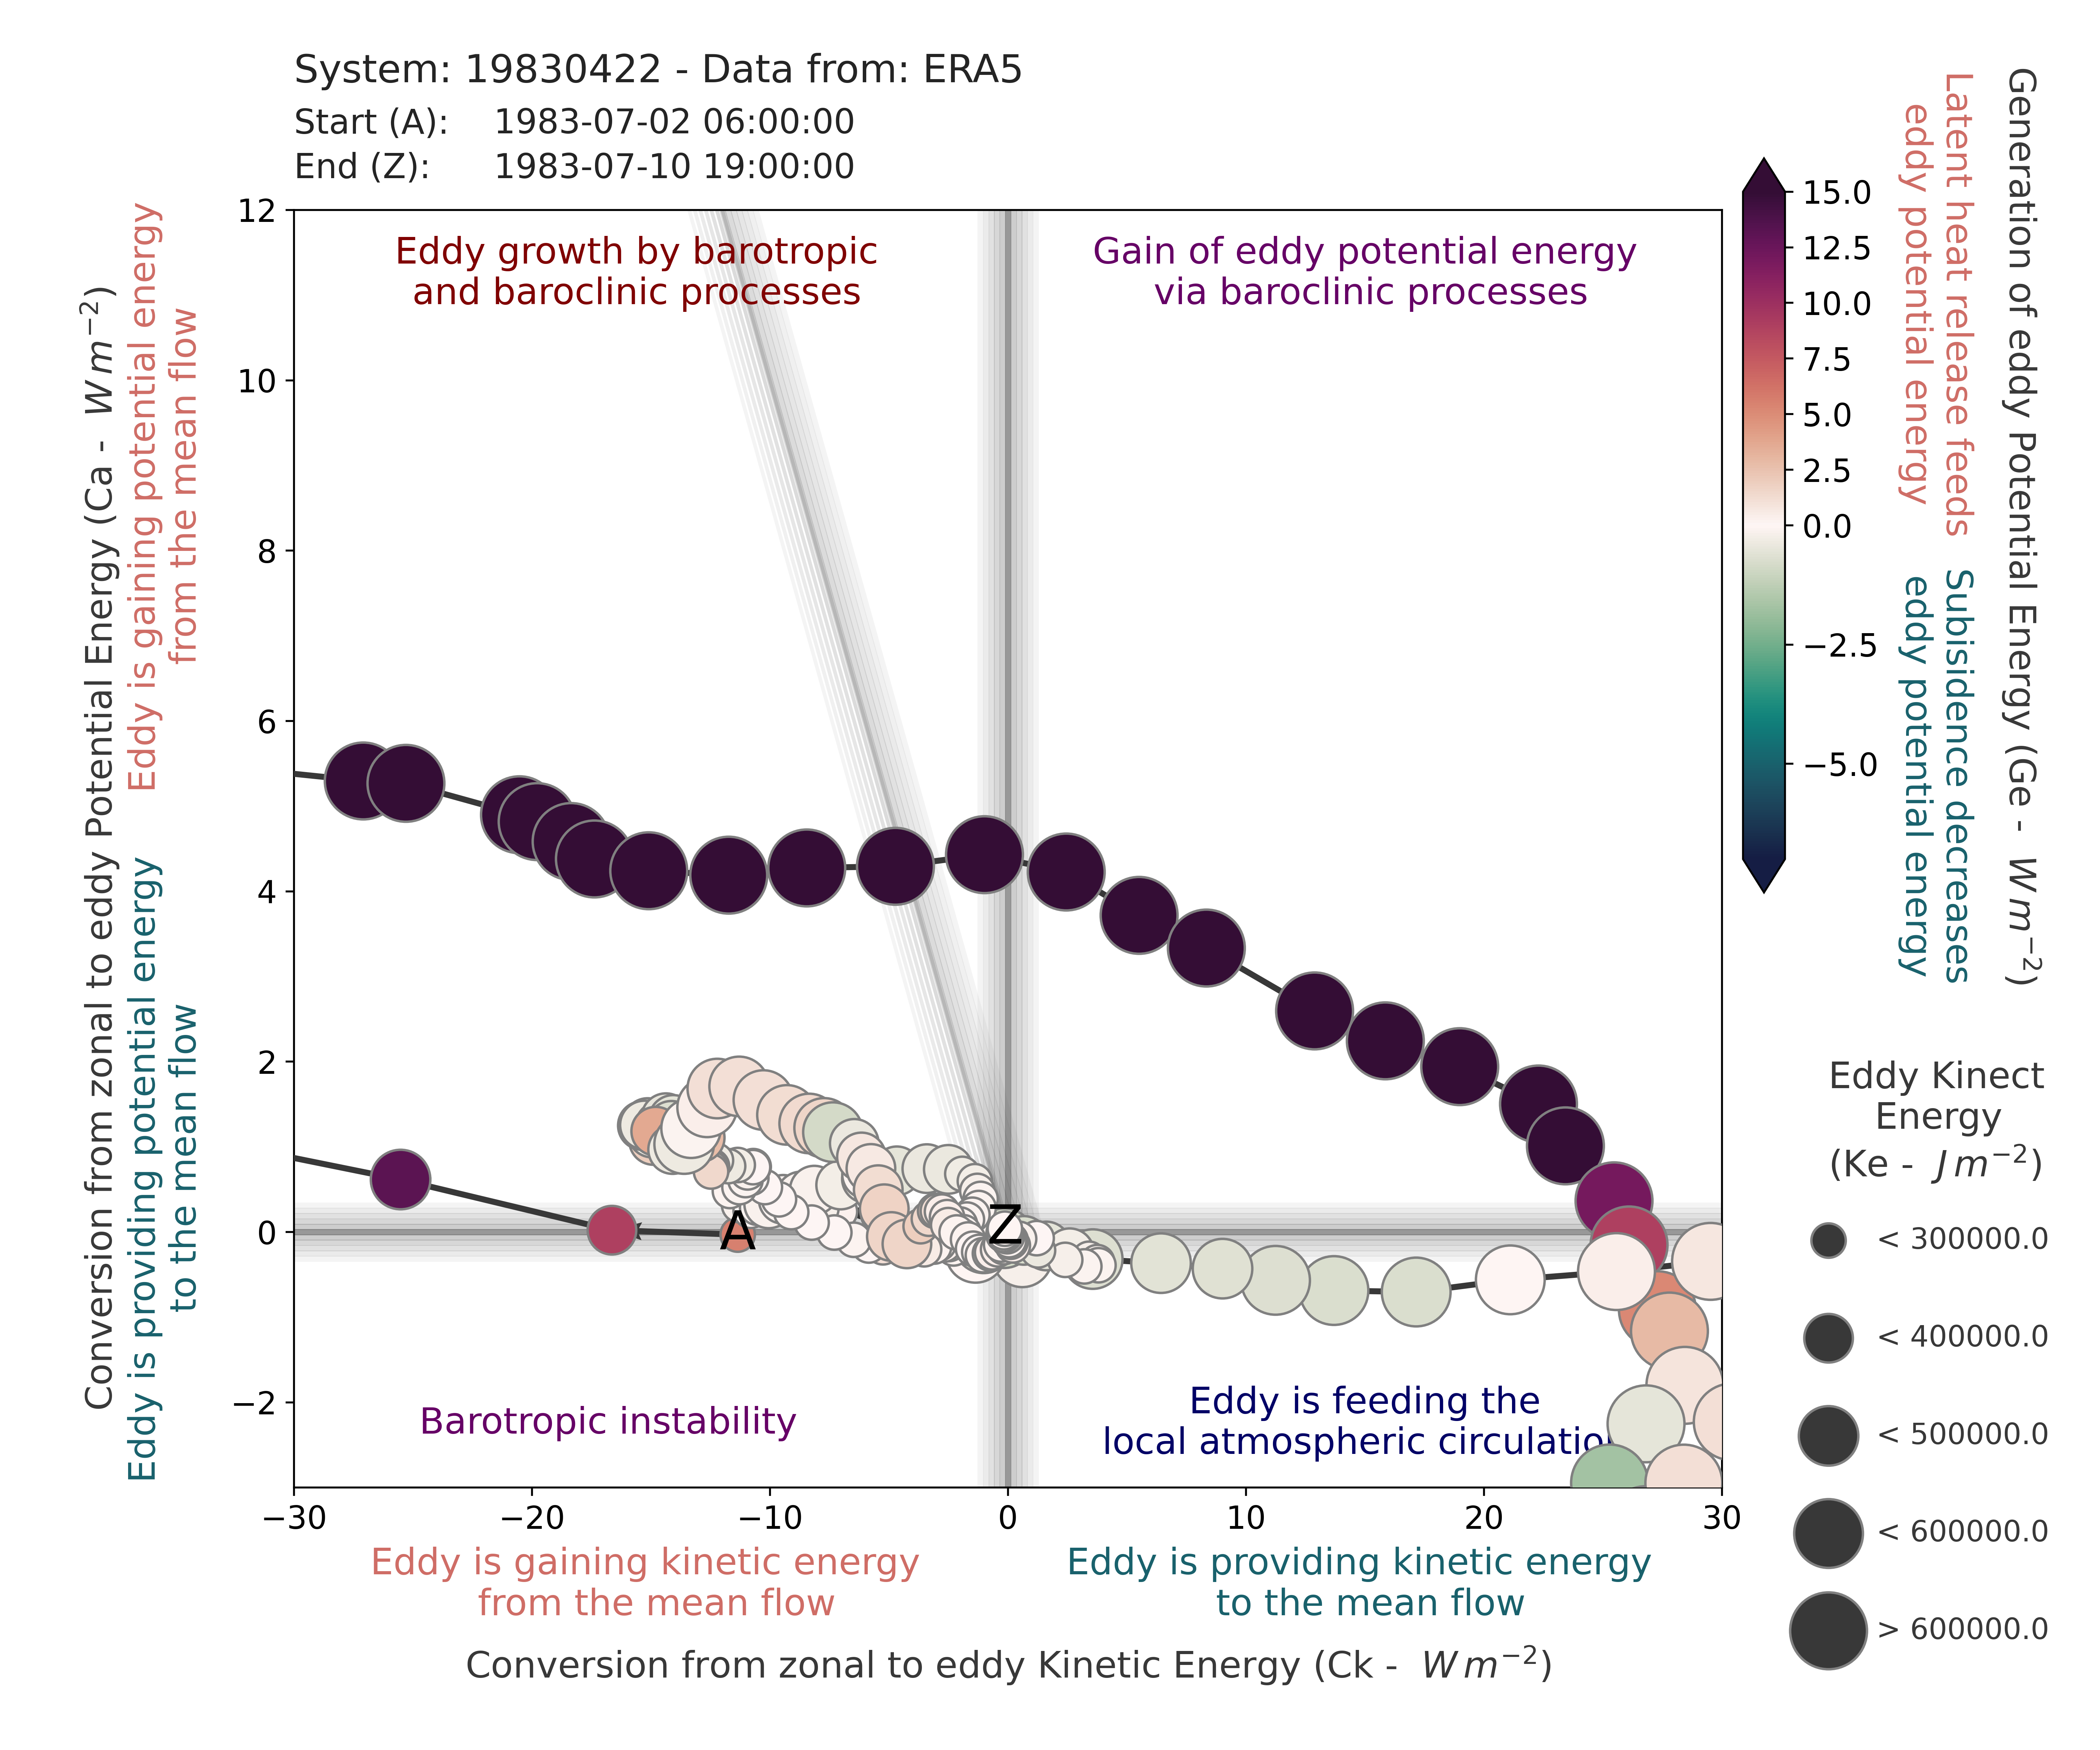 System: 19830422 - Data from: ERA5
Start (A): 1983-07-02 06:00:00
End (Z): 1983-07-10 19:00:00
Conversion from zonal to eddy Potential Energy (Ca - W m⁻²)
Eddy is gaining potential energy
from the mean flow
Eddy is providing potential energy
to the mean flow
12
10
8
6
4
2
0
−2
Eddy growth by barotropic
and baroclinic processes
Gain of eddy potential energy
via baroclinic processes
A
Z
Barotropic instability
Eddy is feeding the
local atmospheric circulatio
−30
−20
−10
0
10
20
30
Eddy is gaining kinetic energy
from the mean flow
Eddy is providing kinetic energy
to the mean flow
Conversion from zonal to eddy Kinetic Energy (Ck - W m⁻²)
15.0
12.5
10.0
7.5
5.0
2.5
0.0
−2.5
−5.0
Latent heat release feeds
eddy potential energy
Subisidence decreases
eddy potential energy
Generation of eddy Potential Energy (Ge - W m⁻²)
Eddy Kinect
Energy
(Ke - J m⁻²)
< 300000.0
< 400000.0
< 500000.0
< 600000.0
> 600000.0